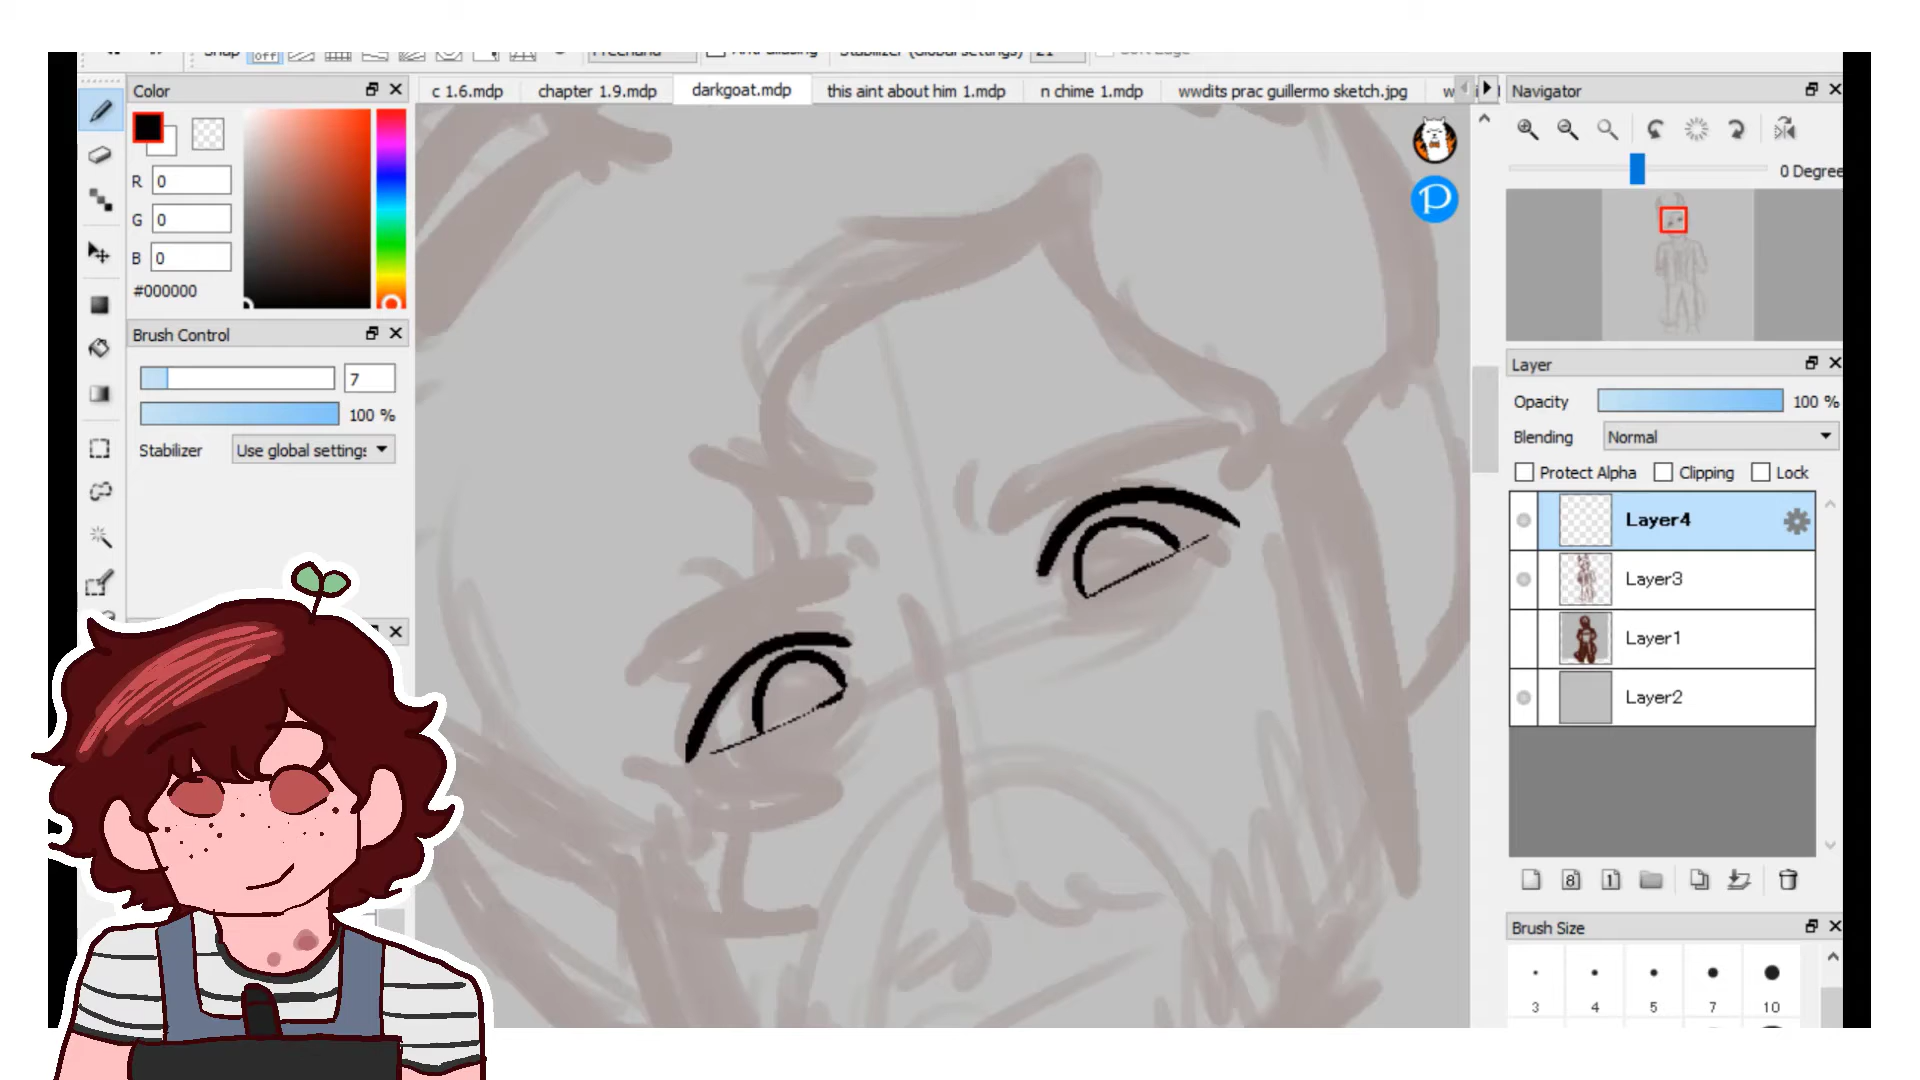 Snap off Freehand Anti-aliasing Stabilizer (Global settings) 21 Soft Edge
Color
c 1.6.mdp chapter 1.9.mdp darkgoat.mdp this aint about him 1.mdp n chime 1.mdp wwdits prac guillermo sketch.jpg w
Navigator
R 0
G 0
B 0
#000000
0 Degree
P
Brush Control
7
100 %
Stabilizer Use global settings
Layer
Opacity 100 %
Blending Normal
Protect Alpha Clipping Lock
Layer4
Layer3
Layer1
Layer2
8 1
Brush Size
3 4 5 7 10